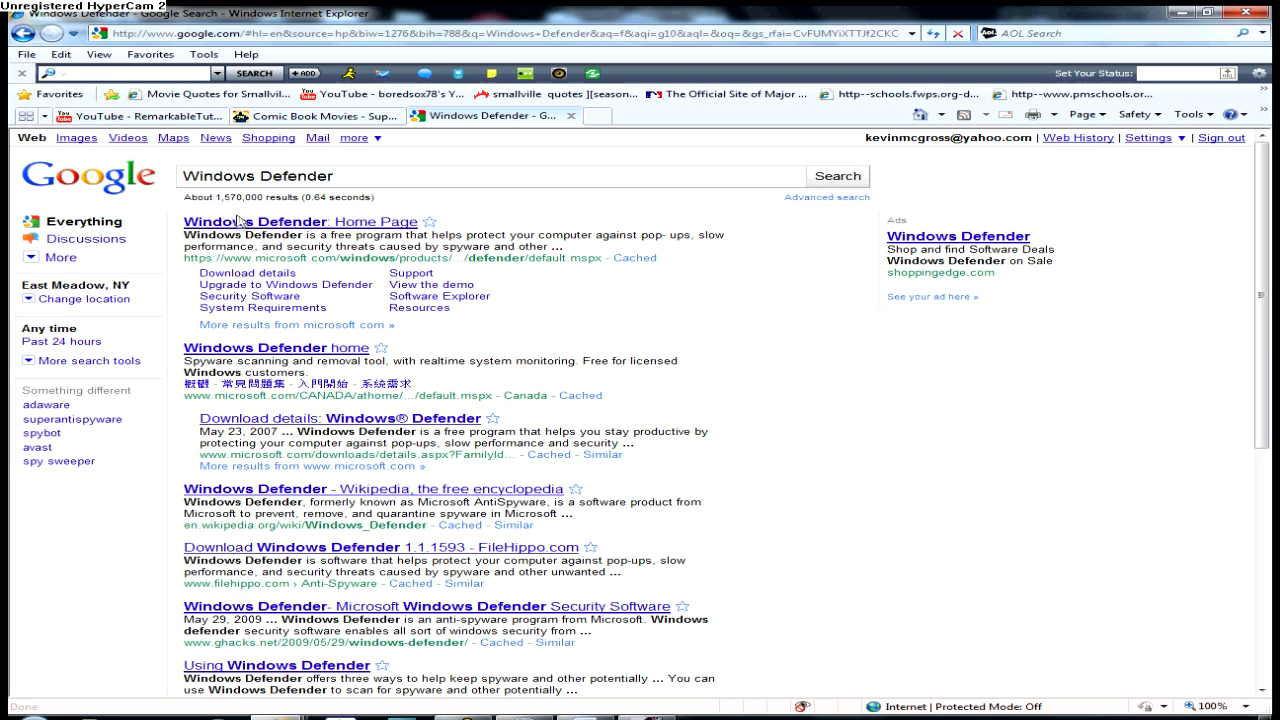 Unregistered HyperCam 2
Windows Defender - Google Search - Windows Internet Explorer
http://www.google.com/#hl=en&source=hp&biw=1276&bih=788&q=Windows+Defender&aq=f&aqi=g10&aql=&oq=&gs_rfai=CvFUMYiXTTJf2CKC
AOL Search
File Edit View Favorites Tools Help
SEARCH +ADD Set Your Status:
Favorites Movie Quotes for Smallvil... YouTube - boredsox78's Y... smallville quotes ][season... The Official Site of Major ... http--schools.fwps.org-d... http--www.pmschools.or...
YouTube - RemarkableTut... Comic Book Movies - Sup... Windows Defender - G... Page Safety Tools
Web Images Videos Maps News Shopping Mail more kevinmcgross@yahoo.com | Web History | Settings | Sign out
Google
Windows Defender Search
About 1,570,000 results (0.64 seconds) Advanced search
Everything
Discussions
More
East Meadow, NY
Change location
Any time
Past 24 hours
More search tools
Something different
adaware
superantispyware
spybot
avast
spy sweeper
Windows Defender: Home Page
Windows Defender is a free program that helps protect your computer against pop- ups, slow
performance, and security threats caused by spyware and other ...
https://www.microsoft.com/windows/products/.../defender/default.mspx - Cached
Download details Support
Upgrade to Windows Defender View the demo
Security Software Software Explorer
System Requirements Resources
More results from microsoft.com »
Windows Defender home
Spyware scanning and removal tool, with realtime system monitoring. Free for licensed
Windows customers.
概觀 - 常見問題集 - 入門開始 - 系統需求
www.microsoft.com/CANADA/athome/.../default.mspx - Canada - Cached
Download details: Windows® Defender
May 23, 2007 ... Windows Defender is a free program that helps you stay productive by
protecting your computer against pop-ups, slow performance and security ...
www.microsoft.com/downloads/details.aspx?FamilyId... - Cached - Similar
More results from www.microsoft.com »
Windows Defender - Wikipedia, the free encyclopedia
Windows Defender, formerly known as Microsoft AntiSpyware, is a software product from
Microsoft to prevent, remove, and quarantine spyware in Microsoft ...
en.wikipedia.org/wiki/Windows_Defender - Cached - Similar
Download Windows Defender 1.1.1593 - FileHippo.com
Windows Defender is software that helps protect your computer against pop-ups, slow
performance, and security threats caused by spyware and other unwanted ...
www.filehippo.com › Anti-Spyware - Cached - Similar
Windows Defender- Microsoft Windows Defender Security Software
May 29, 2009 ... Windows Defender is an anti-spyware program from Microsoft. Windows
defender security software enables all sort of windows security from ...
www.ghacks.net/2009/05/29/windows-defender/ - Cached - Similar
Using Windows Defender
Windows Defender offers three ways to help keep spyware and other potentially ... You can
use Windows Defender to scan for spyware and other potentially ...
Ads
Windows Defender
Shop and find Software Deals
Windows Defender on Sale
shoppingedge.com
See your ad here »
Done Internet | Protected Mode: Off 100%